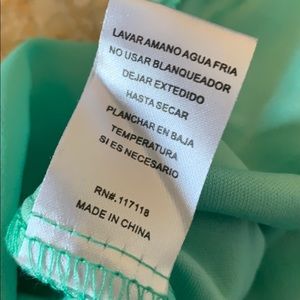 LAVAR AMANO AGUA FRIA
NO USAR BLANQUEADOR
DEJAR EXTEDIDO
HASTA SECAR
PLANCHAR EN BAJA
TEMPERATURA
SI ES NECESARIO
RN#.117118
MADE IN CHINA